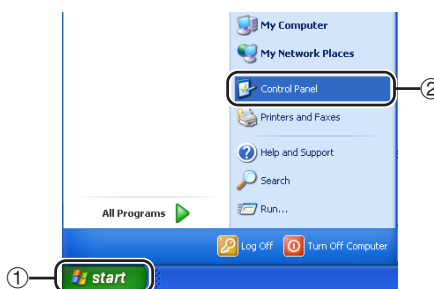 My Computer
My Network Places
Control Panel
②
Printers and Faxes
Help and Support
Search
All Programs
Run...
Log Off
Turn Off Computer
①
start